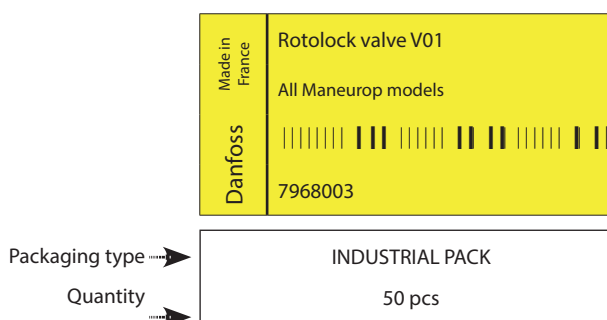 Made in
France
Danfoss
Rotolock valve V01
All Maneurop models
7968003
Packaging type
INDUSTRIAL PACK
Quantity
50 pcs